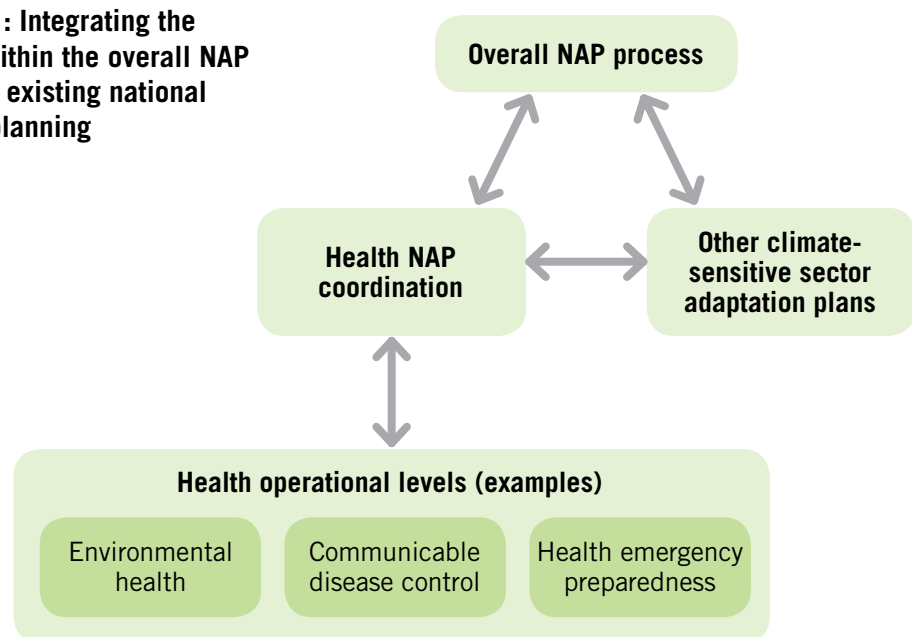 : Integrating the
ithin the overall NAP
existing national
lanning
Overall NAP process
Health NAP
coordination
Other climate-
sensitive sector
adaptation plans
Health operational levels (examples)
Environmental
health
Communicable
disease control
Health emergency
preparedness